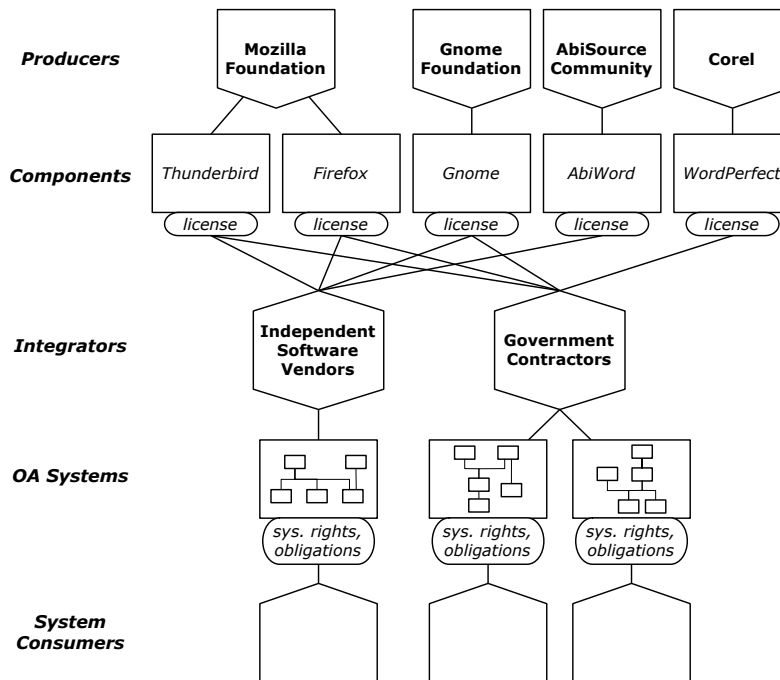 Producers
Mozilla
Foundation
Gnome
Foundation
AbiSource
Community
Corel
Components
Thunderbird
Firefox
Gnome
AbiWord
WordPerfect
license
license
license
license
license
Integrators
Independent
Software
Vendors
Government
Contractors
OA Systems
sys. rights,
obligations
sys. rights,
obligations
sys. rights,
obligations
System
Consumers